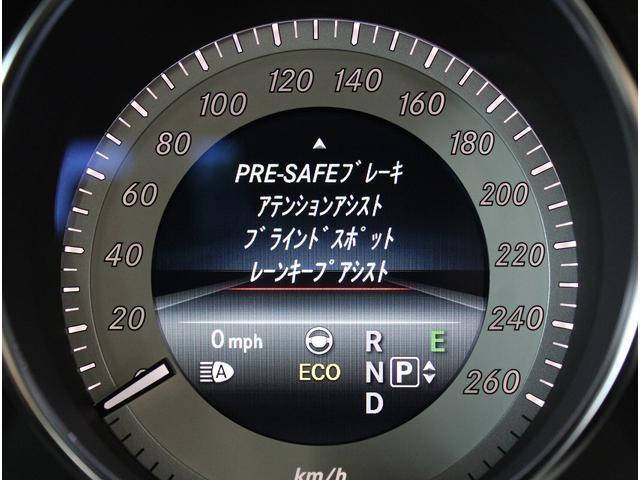 120 140
100 160
80 180
PRE-SAFEブレーキ
アテンションアシスト
60 200
ブラインドスポット
40 220
レーンキープアシスト
20 240
0 mph R E
A ECO N P 260
D
km/h